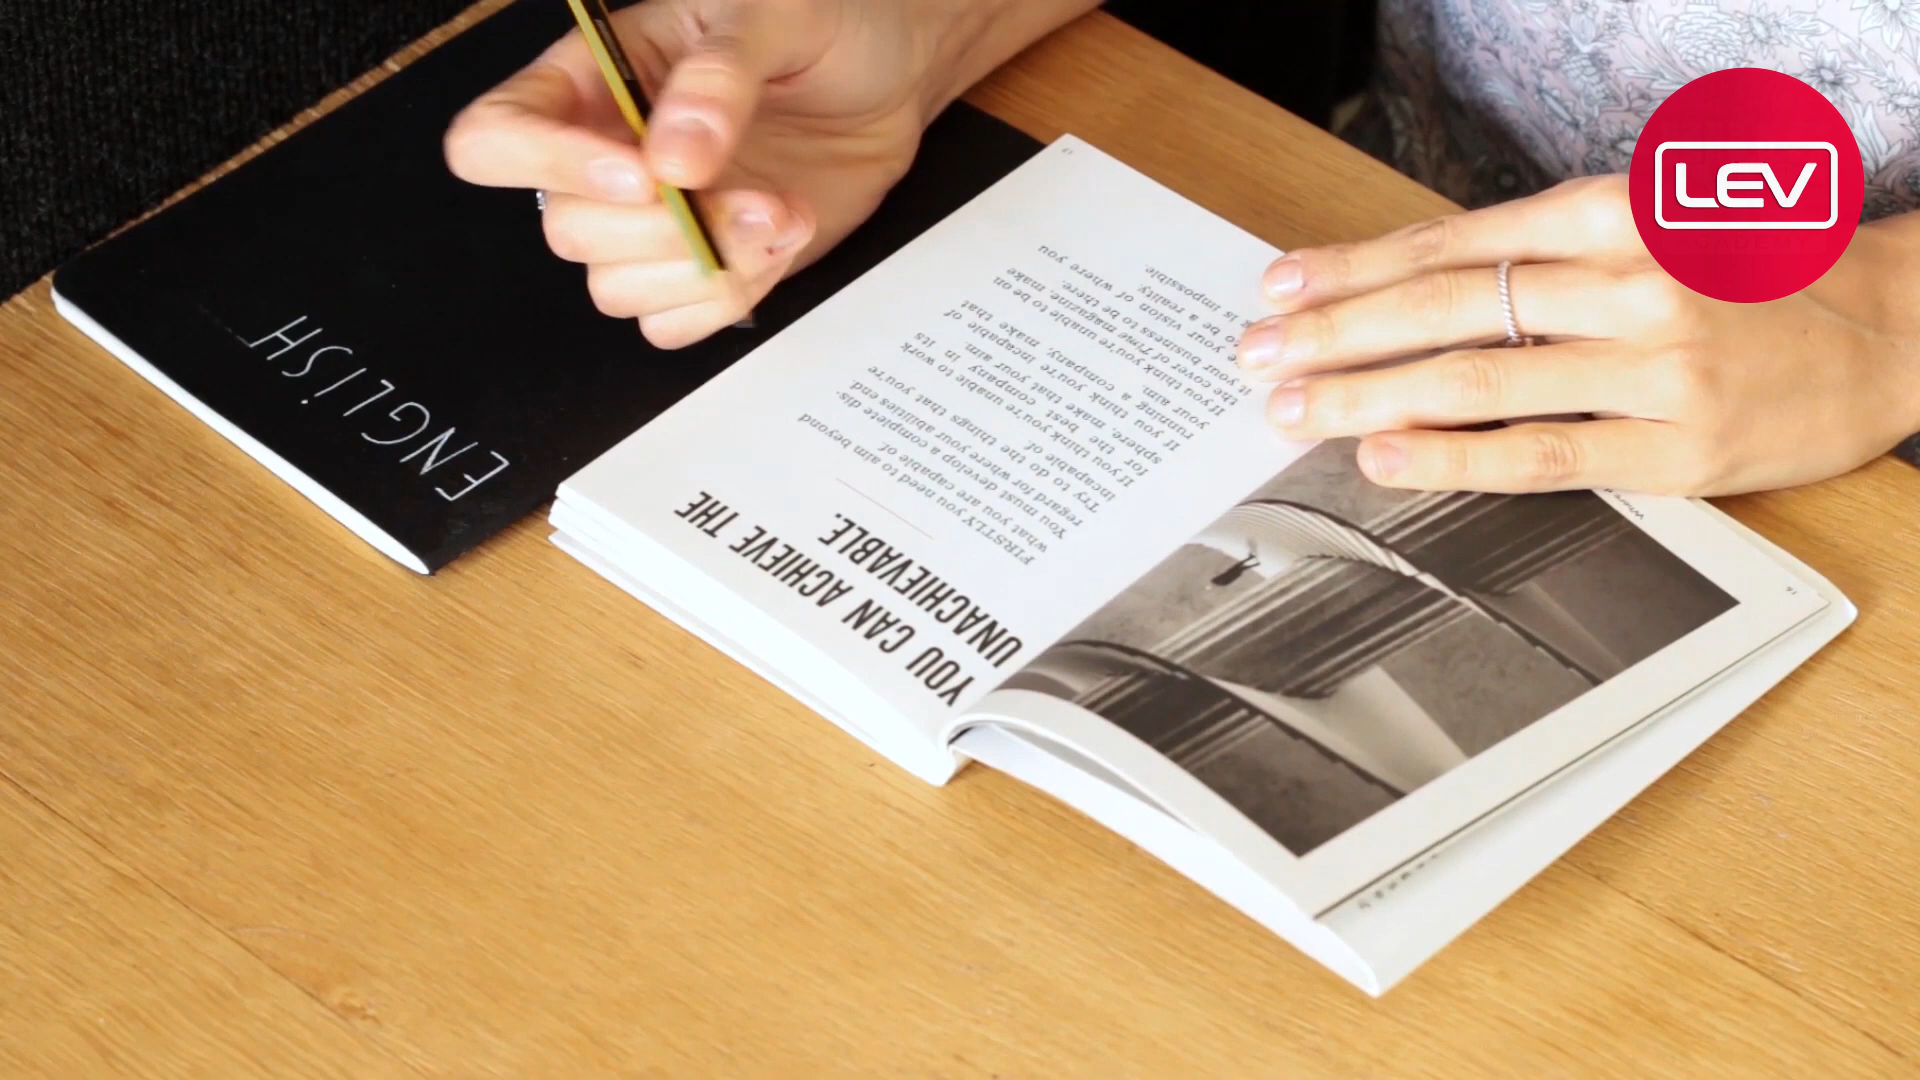 LEV
ENGLISH
YOU CAN ACHIEVE THE
UNACHIEVABLE.
FIRSTLY you need to aim beyond
what you are capable of.
You must develop a complete dis-
regard for where your abilities end.
Try to do the things that you're
incapable of.
If you think you're unable to work
for the best company in its
sphere, make that your aim.
If you think you're incapable of
running a company, make that
your aim.
If you think you're unable to be on
the cover of Time magazine, make
it your business to be there.
your vision of where you
be a reality.
is impossible.
17
16